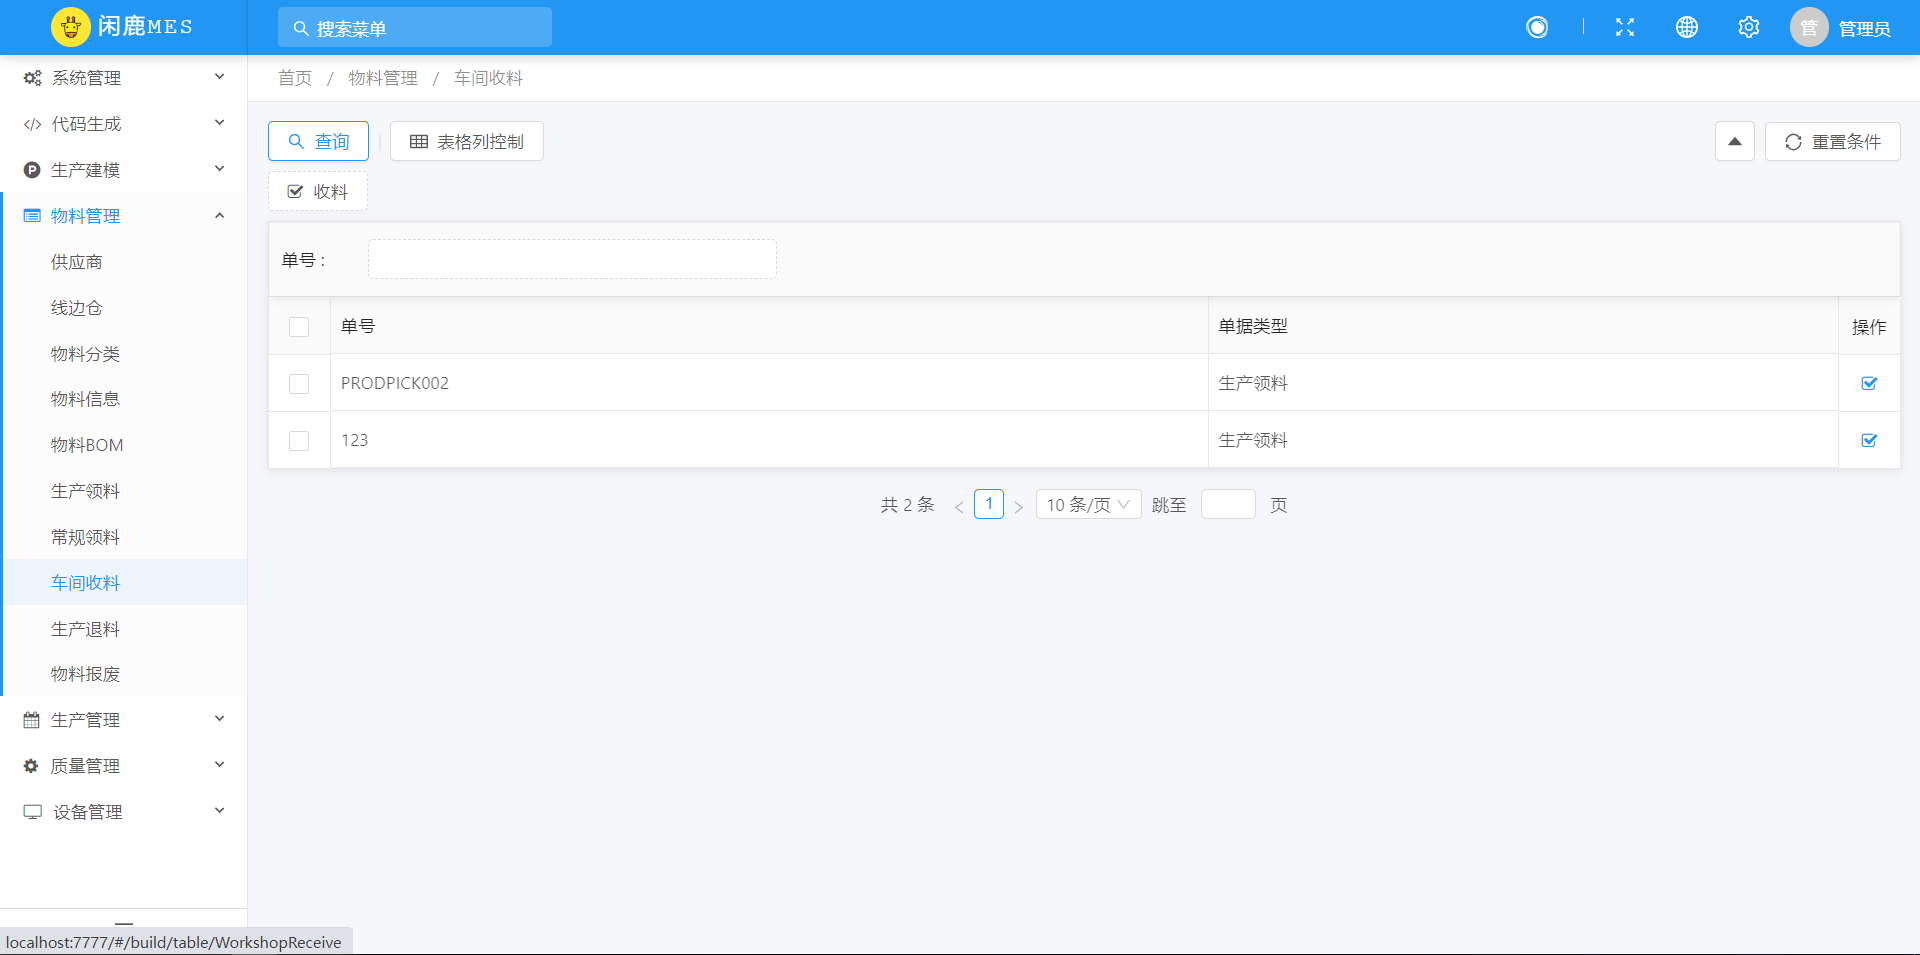 闲鹿MES
搜索菜单
管 管理员
系统管理
代码生成
生产建模
物料管理
供应商
线边仓
物料分类
物料信息
物料BOM
生产领料
常规领料
车间收料
生产退料
物料报废
生产管理
质量管理
设备管理
首页 / 物料管理 / 车间收料
查询 表格列控制 重置条件
收料
单号 :
单号 单据类型 操作
PRODPICK002 生产领料
123 生产领料
共 2 条 < 1 > 10 条/页 跳至 页
localhost:7777/#/build/table/WorkshopReceive